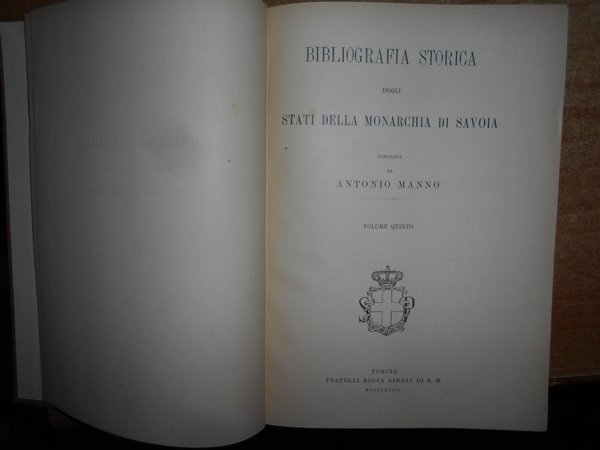 BIBLIOGRAFIA STORICA
DEGLI
STATI DELLA MONARCHIA DI SAVOIA
COMPILATA
DA
ANTONIO MANNO
VOLUME QUINTO
TORINO
FRATELLI BOCCA LIBRAI DI S. M.